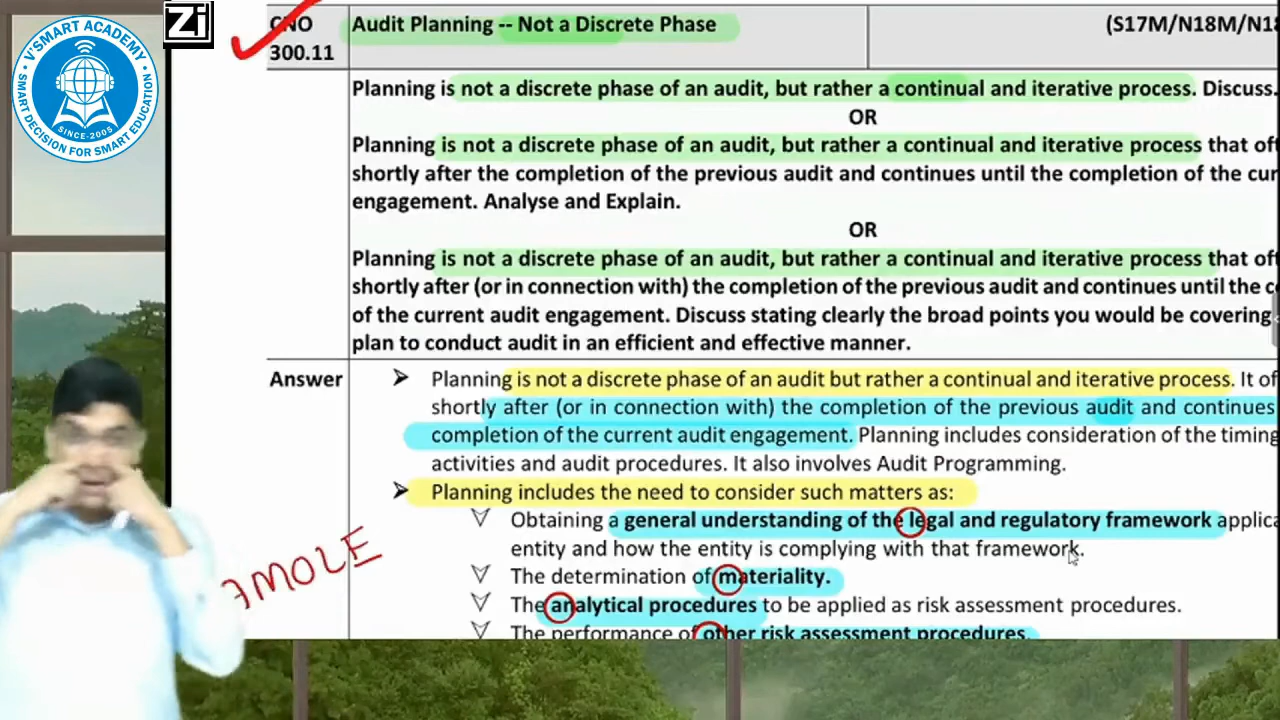 V'SMART ACADEMY
SMART DECISION FOR SMART EDUCATION
SINCE-2005
Zi
CNO
300.11
Audit Planning -- Not a Discrete Phase
(S17M/N18M/N18
Planning is not a discrete phase of an audit, but rather a continual and iterative process. Discuss.
OR
Planning is not a discrete phase of an audit, but rather a continual and iterative process that of
shortly after the completion of the previous audit and continues until the completion of the cur
engagement. Analyse and Explain.
OR
Planning is not a discrete phase of an audit, but rather a continual and iterative process that of
shortly after (or in connection with) the completion of the previous audit and continues until the c
of the current audit engagement. Discuss stating clearly the broad points you would be covering
plan to conduct audit in an efficient and effective manner.
Answer
➤ Planning is not a discrete phase of an audit but rather a continual and iterative process. It of
shortly after (or in connection with) the completion of the previous audit and continues
completion of the current audit engagement. Planning includes consideration of the timing
activities and audit procedures. It also involves Audit Programming.
➤ Planning includes the need to consider such matters as:
Obtaining a general understanding of the legal and regulatory framework applica
entity and how the entity is complying with that framework.
The determination of materiality.
The analytical procedures to be applied as risk assessment procedures.
The performance of other risk assessment procedures.
AMOLE